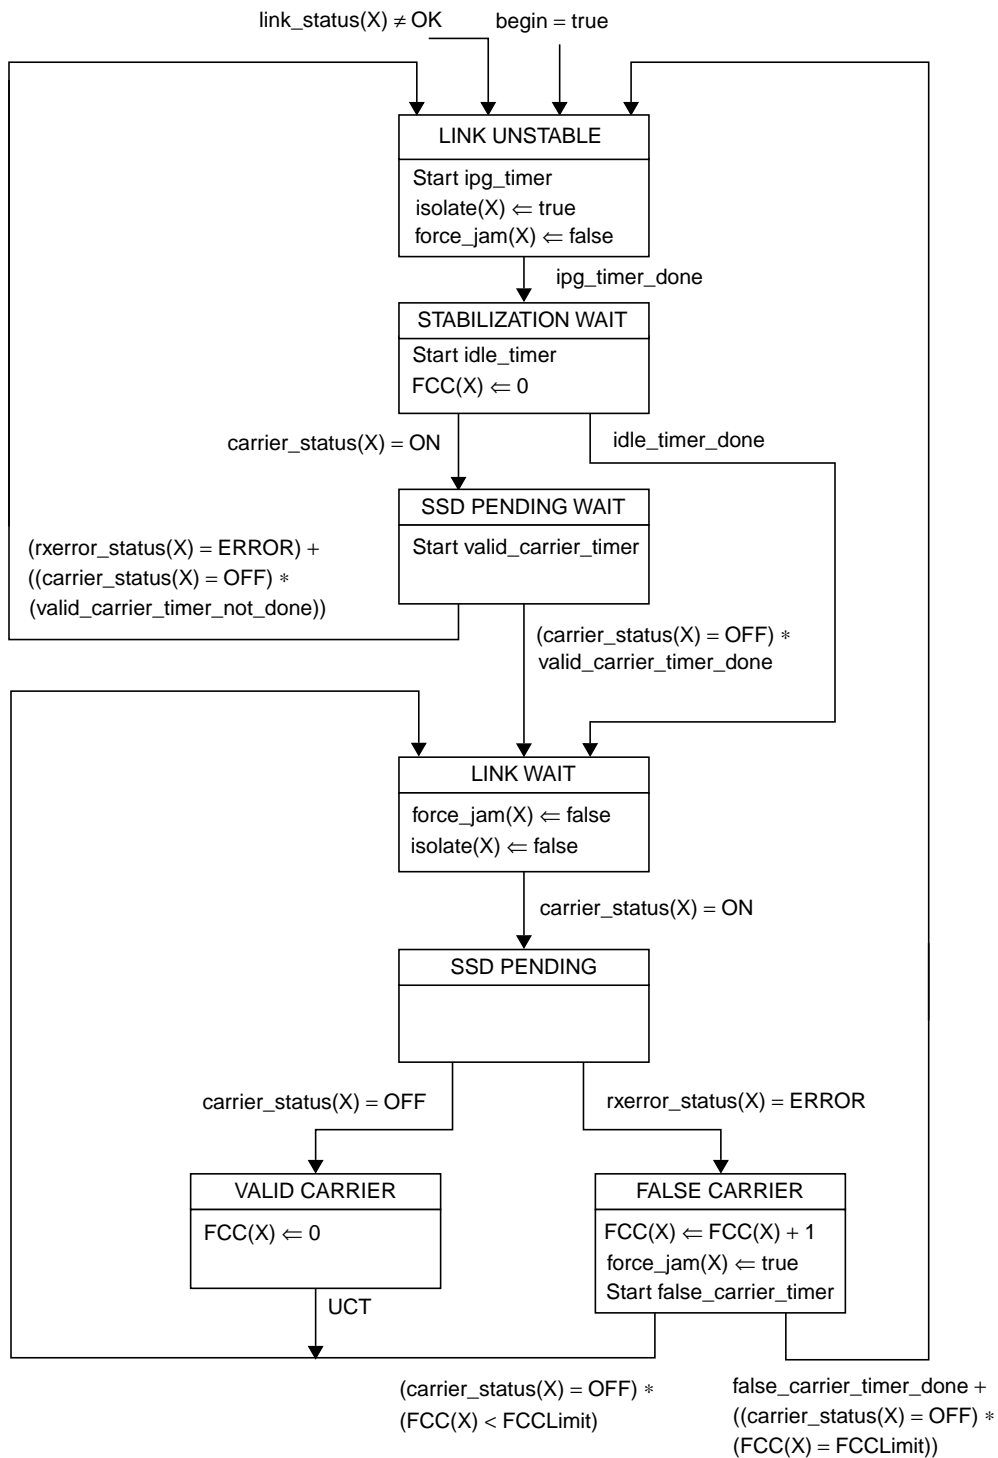 link_status(X) ≠ OK
begin = true
LINK UNSTABLE
Start ipg_timer
isolate(X) ⇐ true
force_jam(X) ⇐ false
ipg_timer_done
STABILIZATION WAIT
Start idle_timer
FCC(X) ⇐ 0
carrier_status(X) = ON
idle_timer_done
SSD PENDING WAIT
Start valid_carrier_timer
(rxerror_status(X) = ERROR) +
((carrier_status(X) = OFF) ∗
(valid_carrier_timer_not_done))
(carrier_status(X) = OFF) ∗
valid_carrier_timer_done
LINK WAIT
force_jam(X) ⇐ false
isolate(X) ⇐ false
carrier_status(X) = ON
SSD PENDING
carrier_status(X) = OFF
rxerror_status(X) = ERROR
VALID CARRIER
FCC(X) ⇐ 0
UCT
FALSE CARRIER
FCC(X) ⇐ FCC(X) + 1
force_jam(X) ⇐ true
Start false_carrier_timer
(carrier_status(X) = OFF) ∗
(FCC(X) < FCCLimit)
false_carrier_timer_done +
((carrier_status(X) = OFF) ∗
(FCC(X) = FCCLimit))